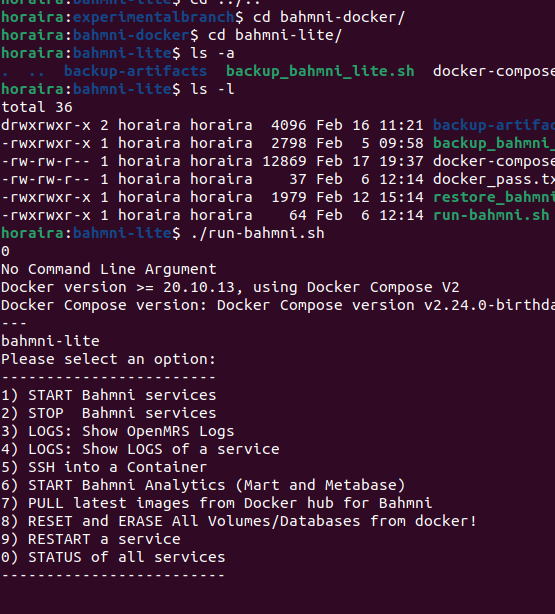 horaira:               $ cd ../..
horaira:experimentalbranch$ cd bahmni-docker/
horaira:bahmni-docker$ cd bahmni-lite/
horaira:bahmni-lite$ ls -a
.  ..  backup-artifacts  backup_bahmni_lite.sh  docker-compose
horaira:bahmni-lite$ ls -l
total 36
drwxrwxr-x 2 horaira horaira  4096 Feb 16 11:21 backup-artifac
-rwxrwxr-x 1 horaira horaira  2798 Feb  5 09:58 backup_bahmni_
-rw-rw-r-- 1 horaira horaira 12869 Feb 17 19:37 docker-compose
-rw-rw-r-- 1 horaira horaira    37 Feb  6 12:14 docker_pass.tx
-rwxrwxr-x 1 horaira horaira  1979 Feb 12 15:14 restore_bahmni
-rwxrwxr-x 1 horaira horaira    64 Feb  6 12:14 run-bahmni.sh
horaira:bahmni-lite$ ./run-bahmni.sh
0
No Command Line Argument
Docker version >= 20.10.13, using Docker Compose V2
Docker Compose version: Docker Compose version v2.24.0-birthda
---
bahmni-lite
Please select an option:
------------------------
1) START Bahmni services
2) STOP  Bahmni services
3) LOGS: Show OpenMRS Logs
4) LOGS: Show LOGS of a service
5) SSH into a Container
6) START Bahmni Analytics (Mart and Metabase)
7) PULL latest images from Docker hub for Bahmni
8) RESET and ERASE All Volumes/Databases from docker!
9) RESTART a service
0) STATUS of all services
-------------------------